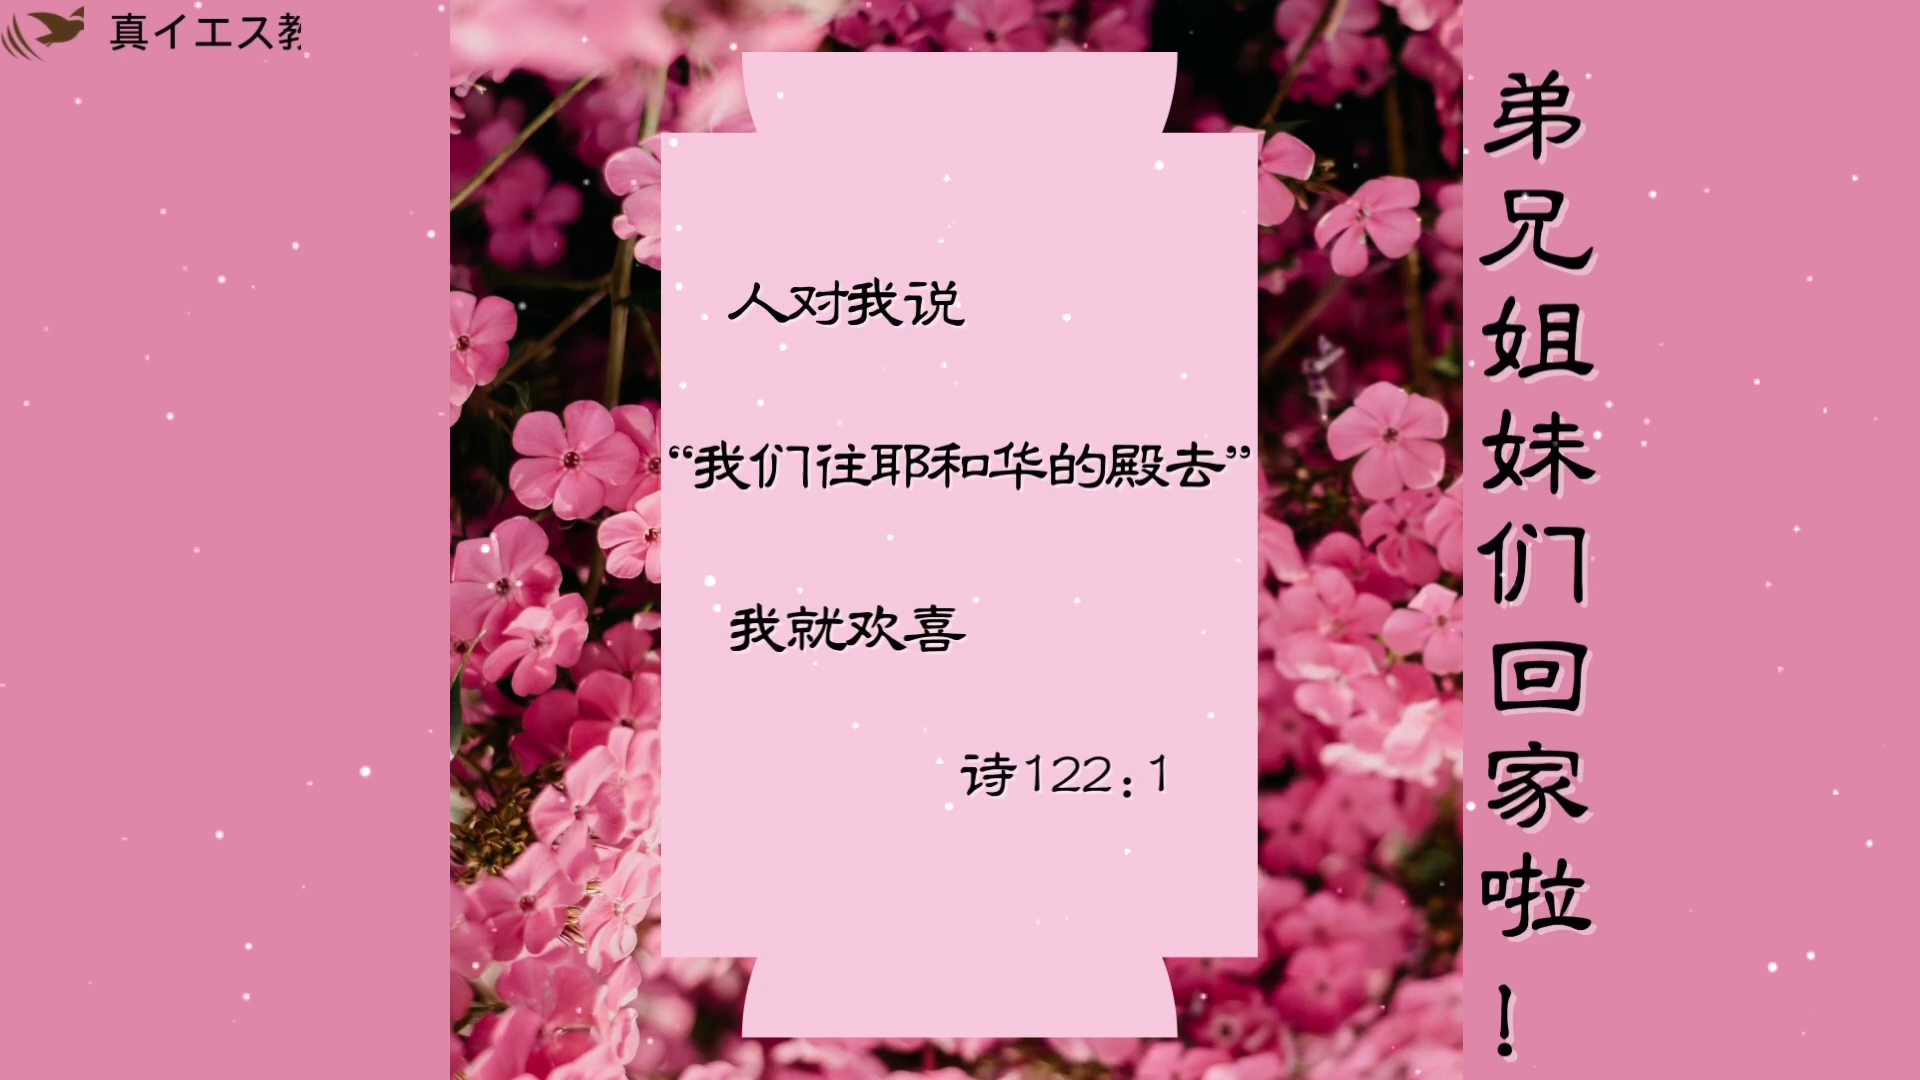 真イエス教
人对我说
“我们往耶和华的殿去”
我就欢喜
诗122：1
弟兄姐妹们回家啦！